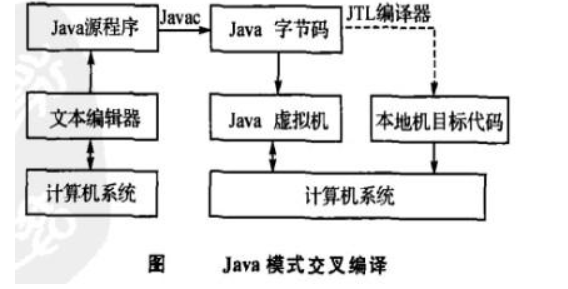 Javac
JTL编译器
Java源程序
Java 字节码
文本编辑器
Java 虚拟机
本地机目标代码
计算机系统
计算机系统
图 Java 模式交叉编译